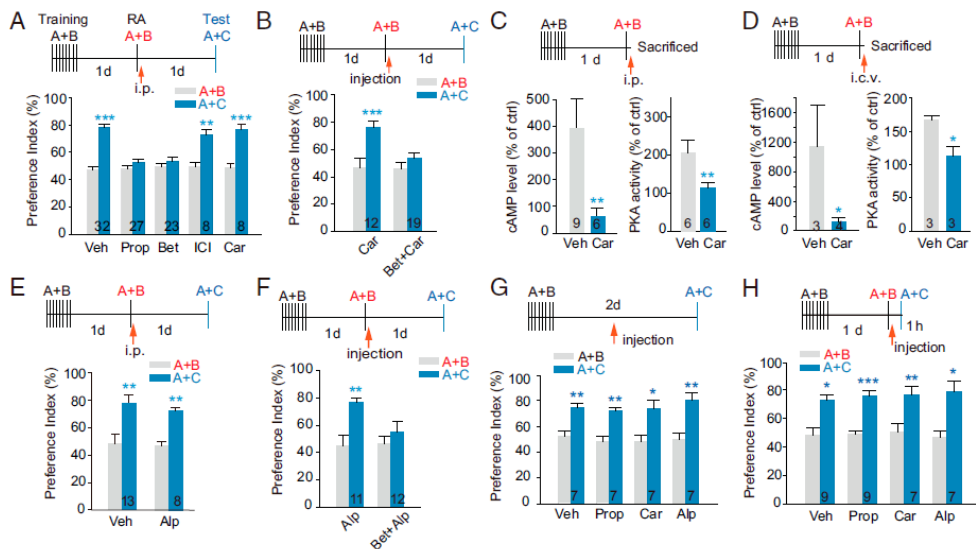 A
Training RA Test
A+B A+B A+C
1d 1d
i.p.
A+B
A+C
Preference Index (%)
100
80
60
40
20
0
*** ** ***
32 27 23 8 8
Veh Prop Bet ICI Car
B
A+B A+B A+C
1d 1d
injection
A+B
A+C
Preference Index (%)
100
80
60
40
20
0
***
12 19
Car Bet+Car
C
A+B A+B
Sacrificed
1 d
i.p.
cAMP level (% of ctrl)
500
400
300
200
100
0
**
9 6
Veh Car
PKA activity (% of ctrl)
300
200
100
0
**
6 6
Veh Car
D
A+B A+B
Sacrificed
1 d
i.c.v.
cAMP level (% of ctrl)
1600
1200
800
600
400
200
0
*
3 4
Veh Car
PKA activity (% of ctrl)
200
150
100
50
0
*
3 3
Veh Car
E
A+B A+B A+C
1d 1d
i.p.
A+B
A+C
Preference Index (%)
100
80
60
40
20
0
** **
13 8
Veh Alp
F
A+B A+B A+C
1d 1d
injection
A+B
A+C
Preference Index (%)
100
80
60
40
20
0
**
11 12
Alp Bet+Alp
G
A+B 2d A+C
injection
A+B
A+C
Preference Index (%)
100
80
60
40
20
0
** ** * **
7 7 7 7
Veh Prop Car Alp
H
A+B A+B A+C
1 d 1h
injection
A+B
A+C
Preference Index (%)
100
80
60
40
20
0
* *** ** *
9 9 7 7
Veh Prop Car Alp